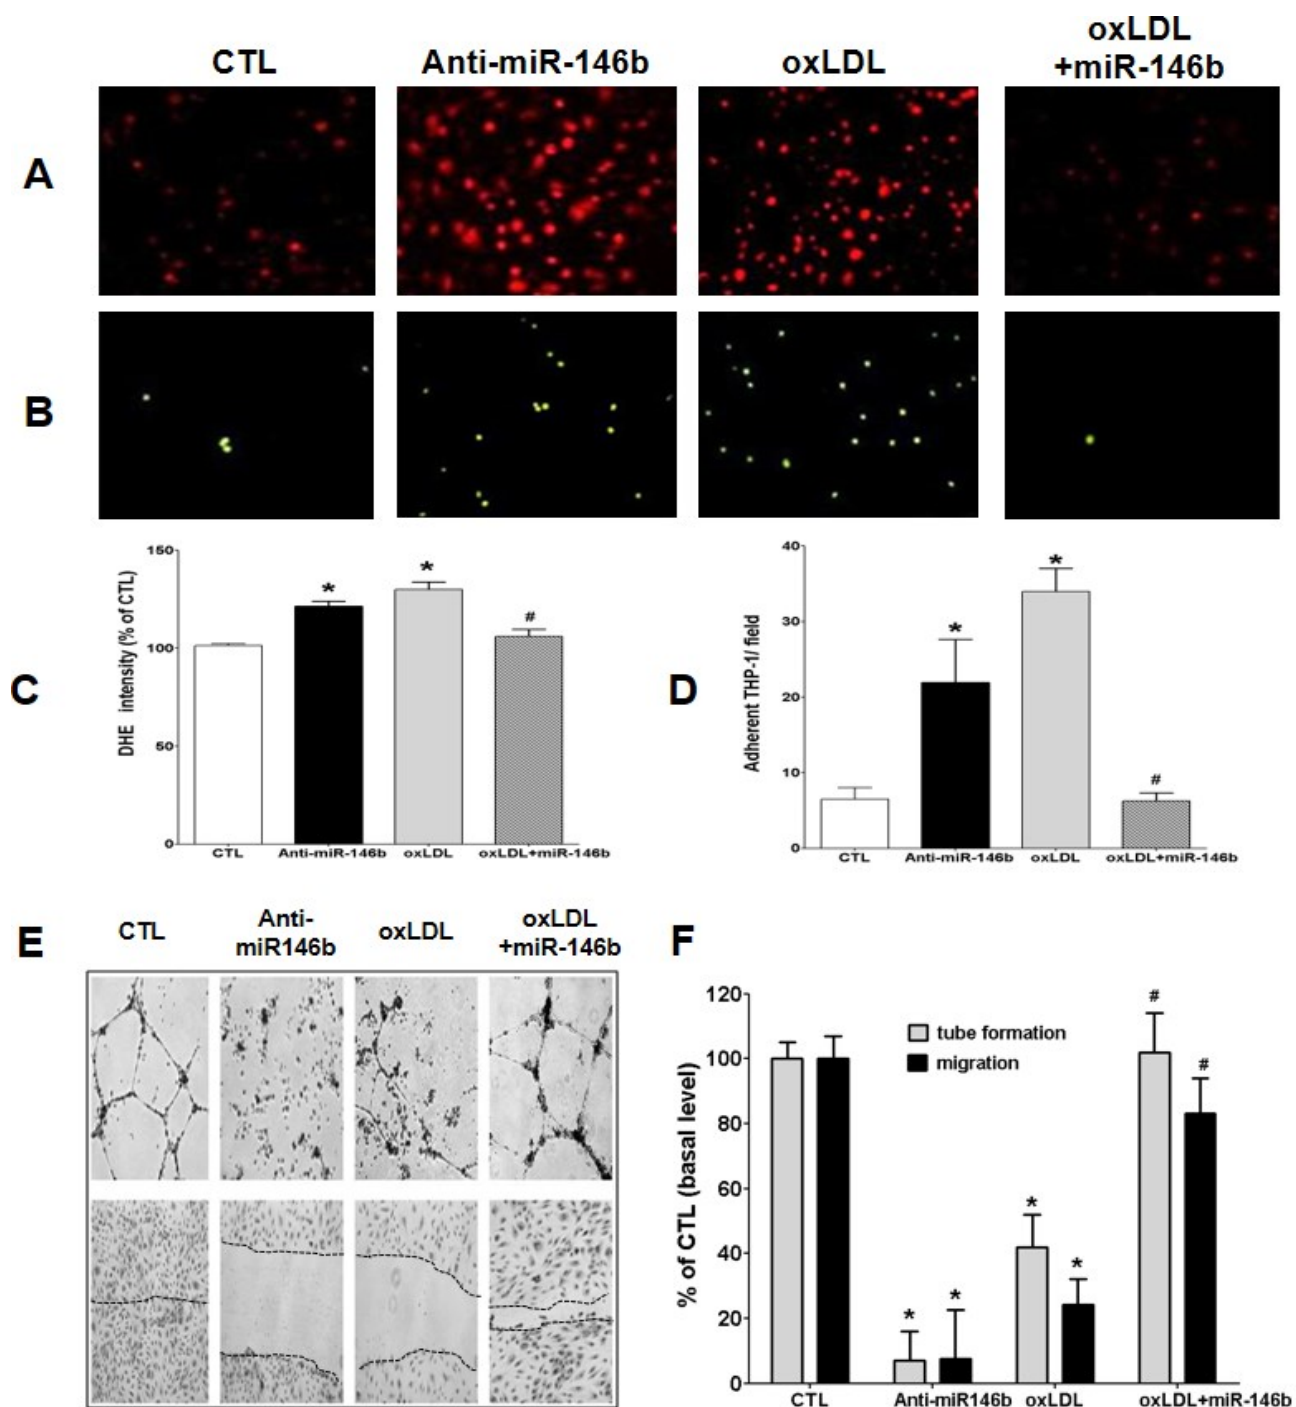 CTL
Anti-miR-146b
oxLDL
oxLDL
+miR-146b
A
B
C
DHE intensity (% of CTL)
150
100
50
0
CTL
Anti-miR-146b
oxLDL
oxLDL+miR-146b
*
*
#
D
Adherent THP-1/ field
40
30
20
10
0
CTL
Anti-miR-146b
oxLDL
oxLDL+miR-146b
*
*
#
E
CTL
Anti-
miR146b
oxLDL
oxLDL
+miR-146b
F
% of CTL (basal level)
120
100
80
60
40
20
0
tube formation
migration
*
*
*
*
#
#
CTL
Anti-miR146b
oxLDL
oxLDL+miR-146b